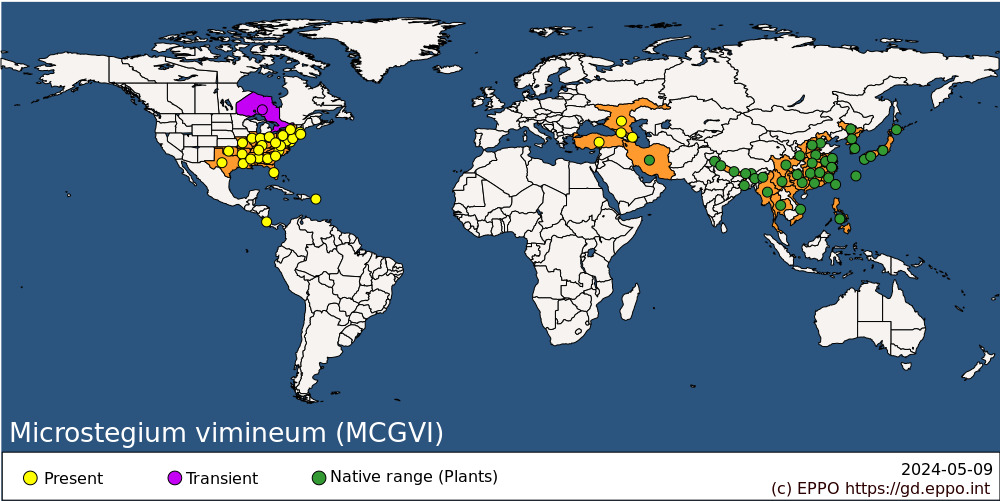 Microstegium vimineum (MCGVI)
Present
Transient
Native range (Plants)
2024-05-09
(c) EPPO https://gd.eppo.int